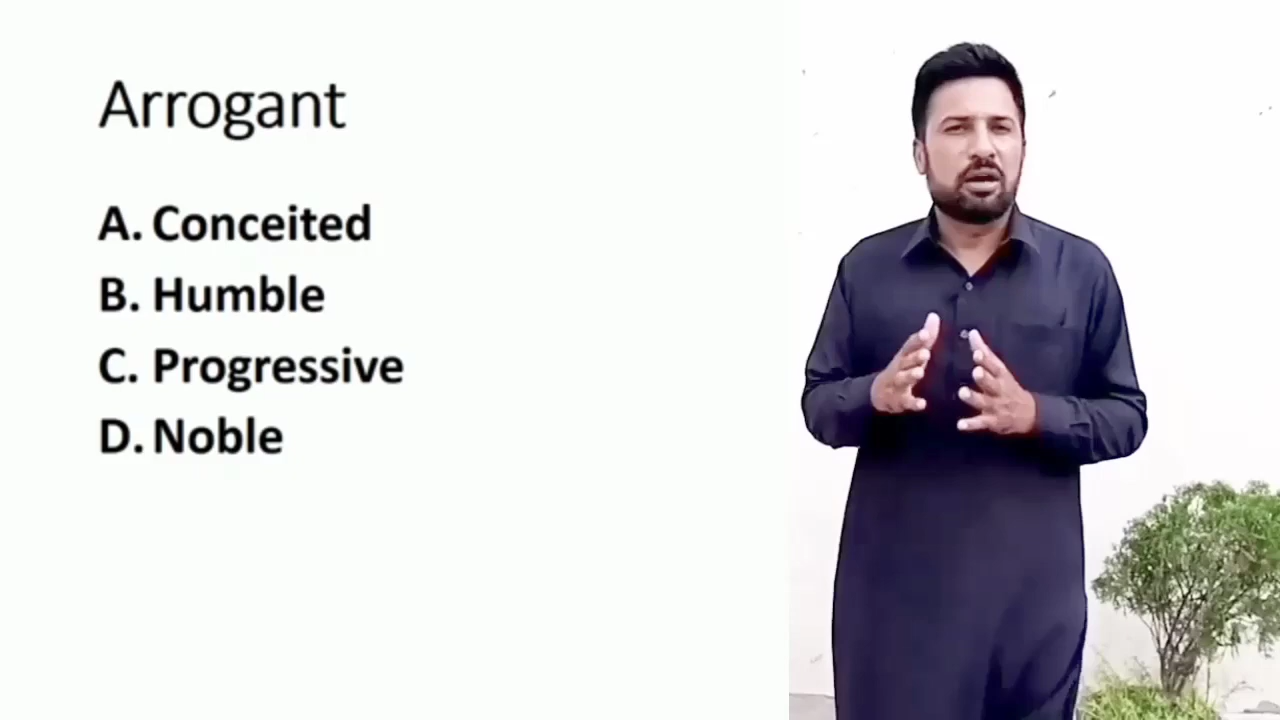 Arrogant
A. Conceited
B. Humble
C. Progressive
D. Noble